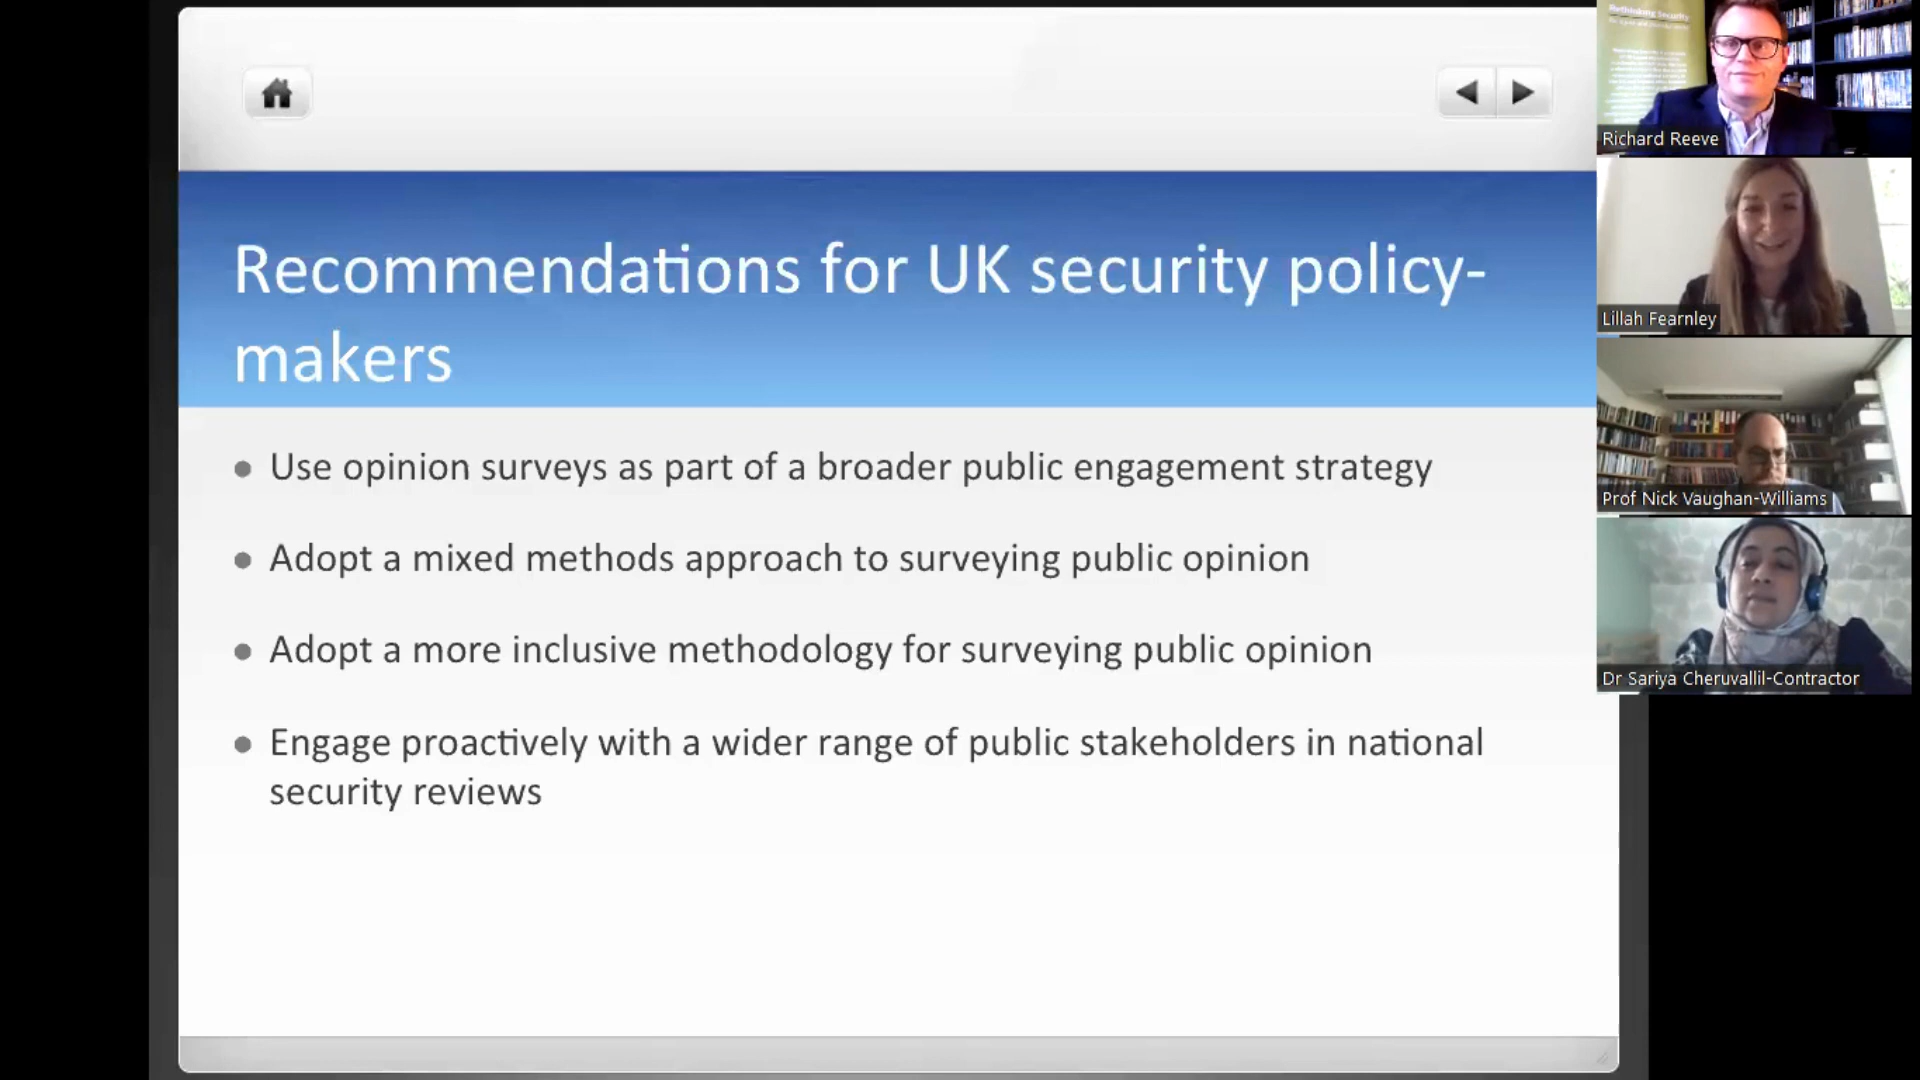 Recommendations for UK security policy-
makers
Use opinion surveys as part of a broader public engagement strategy
Adopt a mixed methods approach to surveying public opinion
Adopt a more inclusive methodology for surveying public opinion
Engage proactively with a wider range of public stakeholders in national
security reviews
Rethinking Security
Richard Reeve
Lillah Fearnley
Prof Nick Vaughan-Williams
Dr Sariya Cheruvallil-Contractor